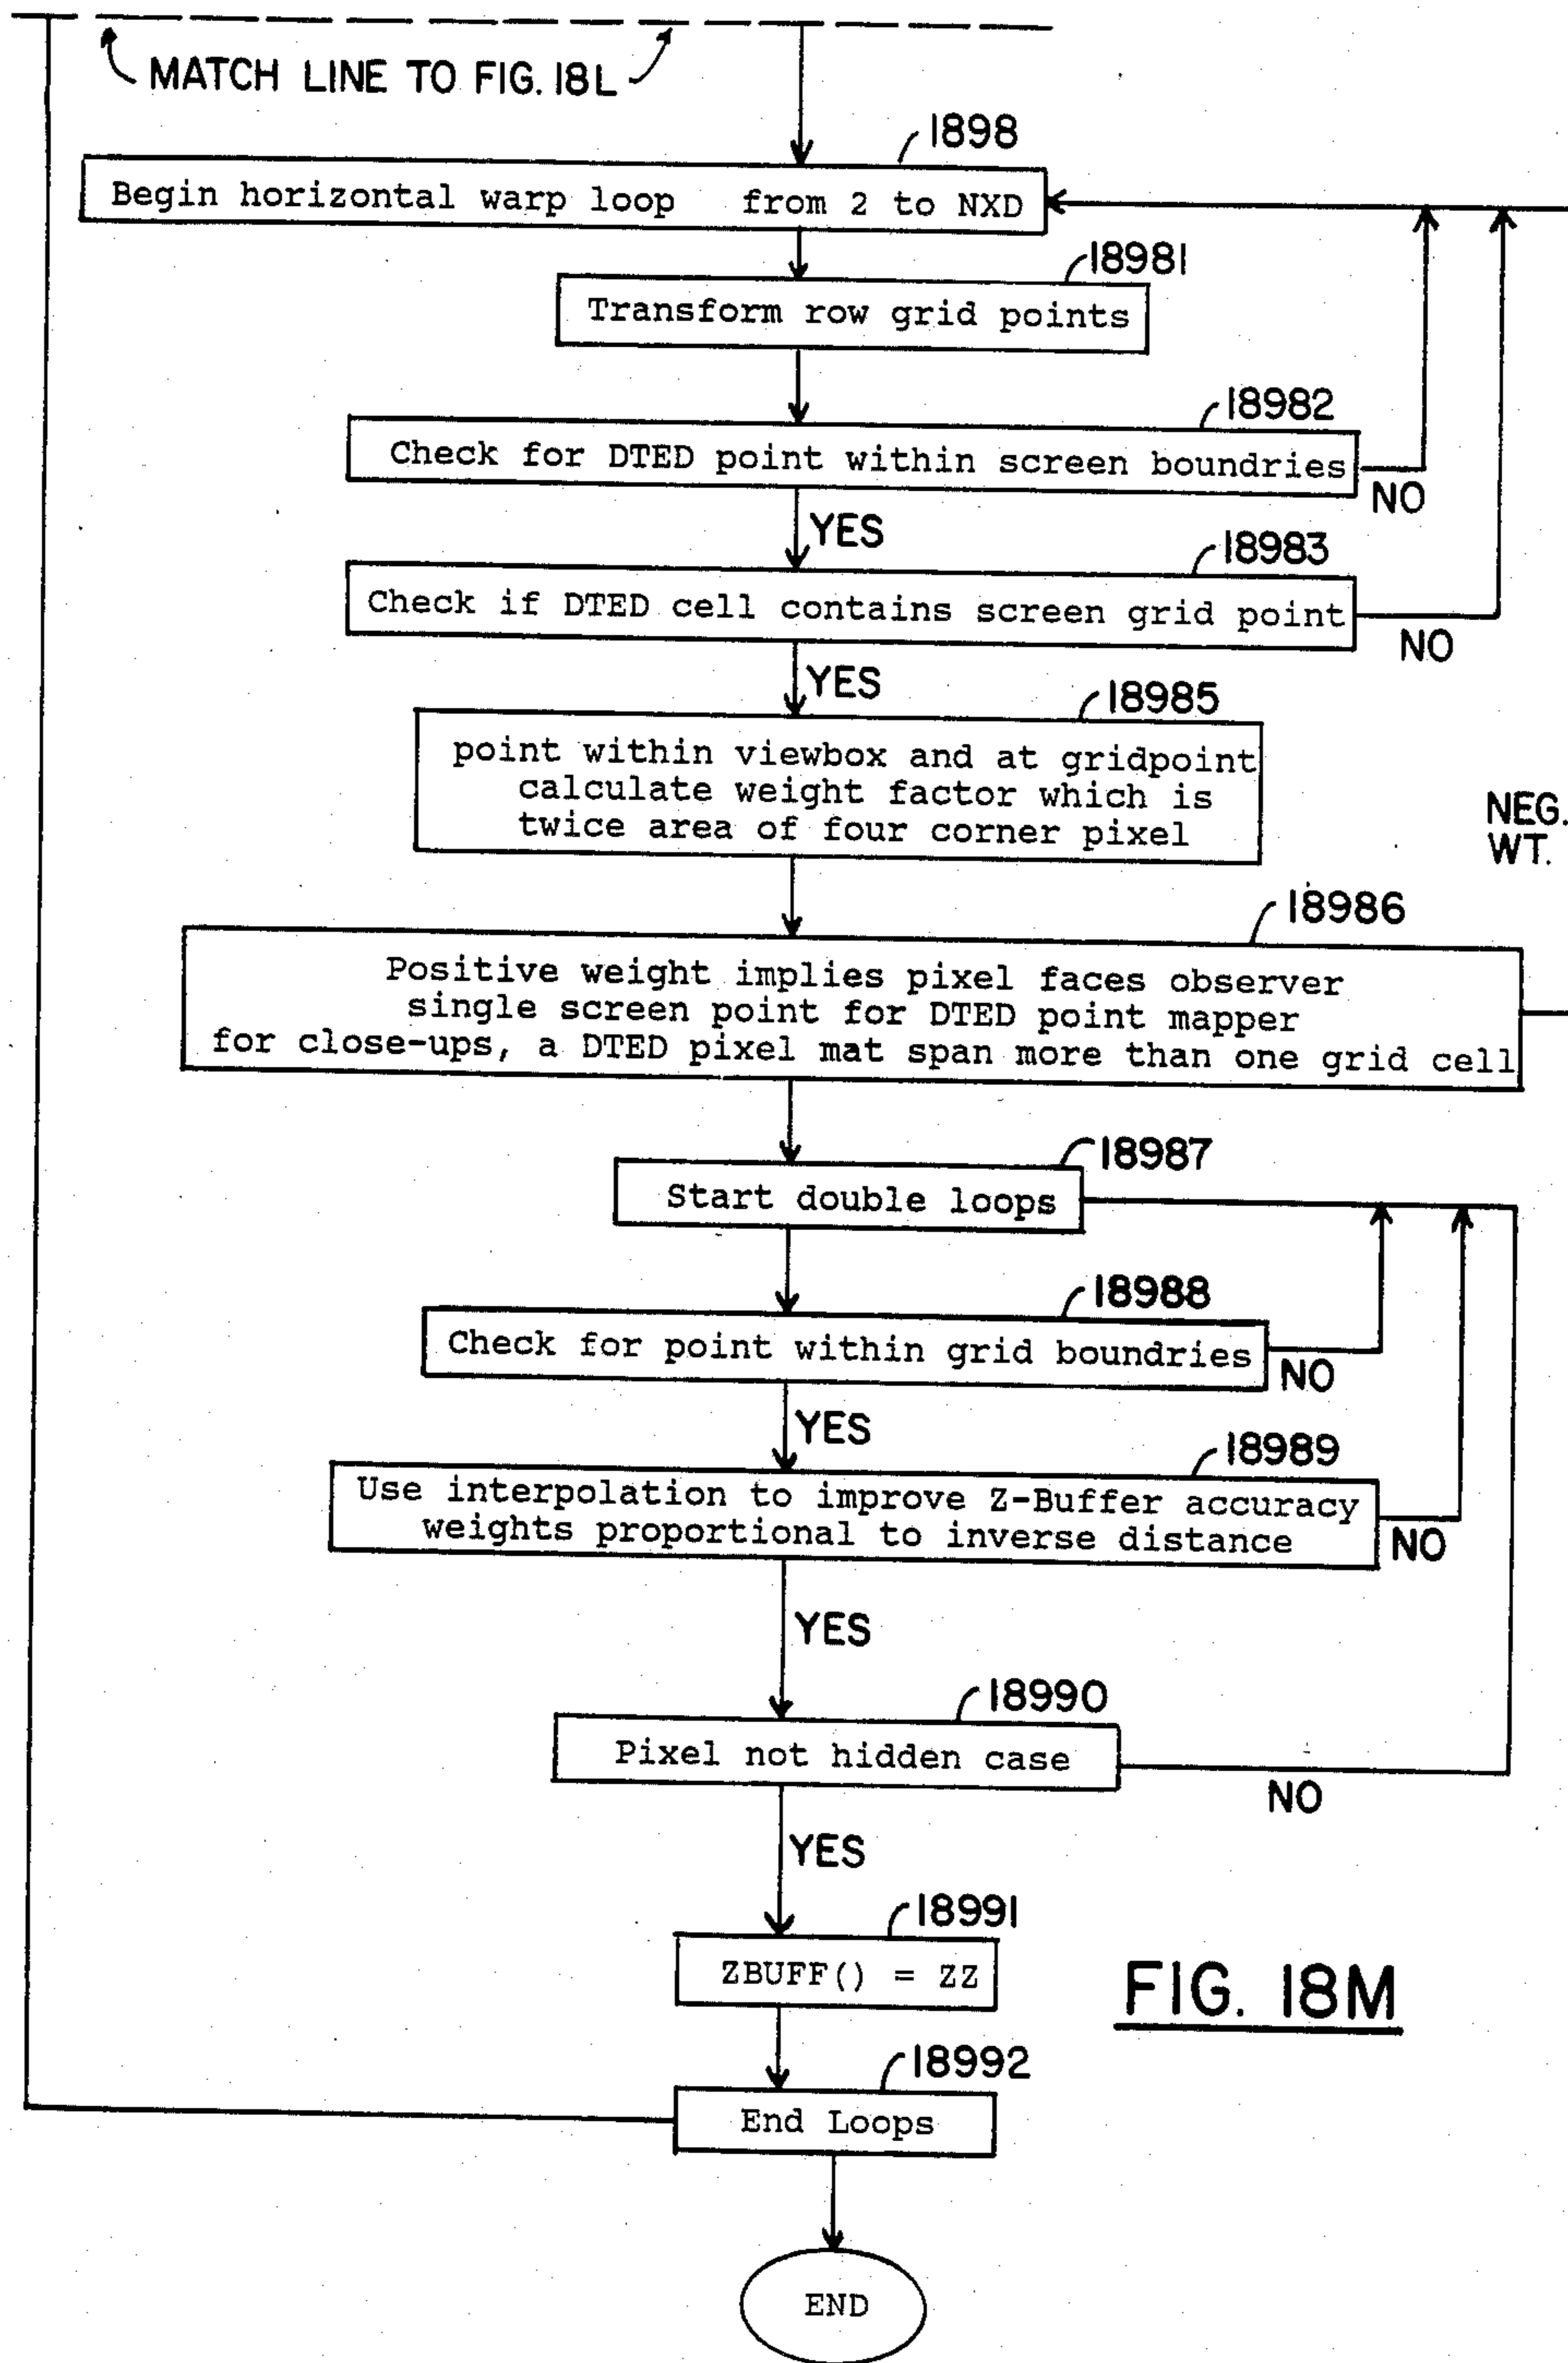 MATCH LINE TO FIG. 18L
1898
Begin horizontal warp loop from 2 to NXD
18981
Transform row grid points
18982
Check for DTED point within screen boundries
NO
YES
18983
Check if DTED cell contains screen grid point
NO
YES
18985
point within viewbox and at gridpoint
calculate weight factor which is
twice area of four corner pixel
NEG.
WT.
18986
Positive weight implies pixel faces observer
single screen point for DTED point mapper
for close-ups, a DTED pixel mat span more than one grid cell
18987
Start double loops
18988
Check for point within grid boundries
NO
YES
18989
Use interpolation to improve Z-Buffer accuracy
weights proportional to inverse distance
NO
YES
18990
Pixel not hidden case
NO
YES
18991
ZBUFF() = ZZ
FIG. 18M
18992
End Loops
END